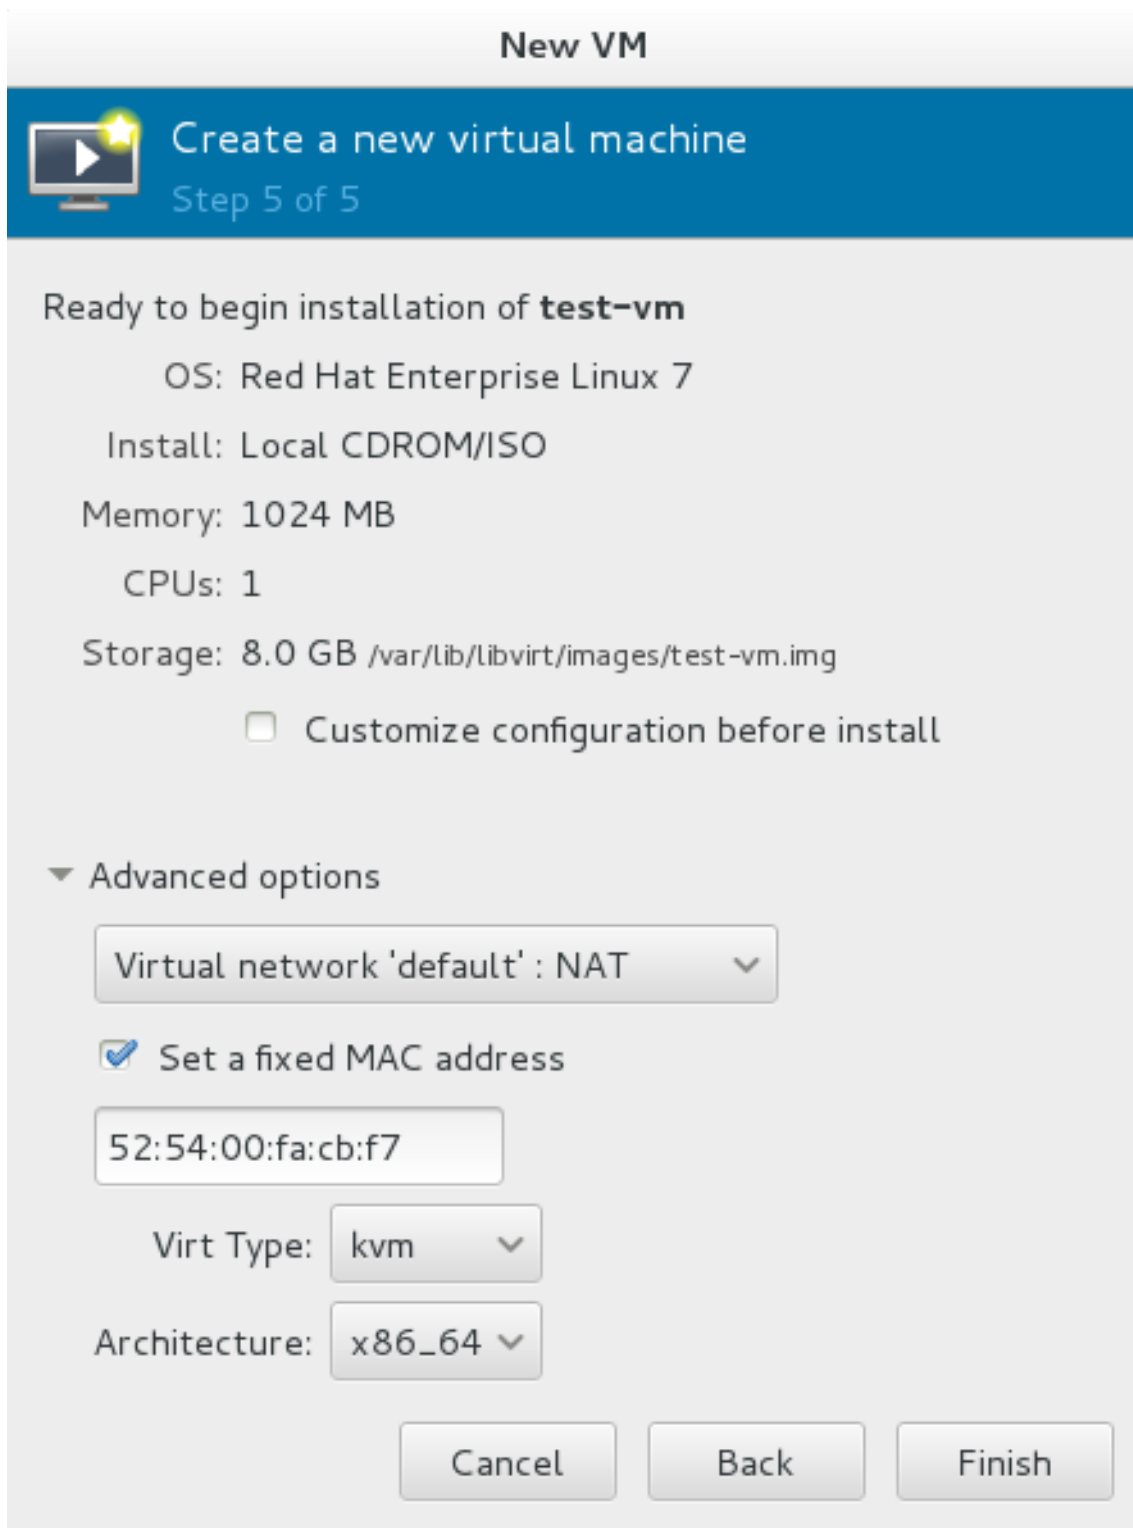 New VM
Create a new virtual machine
Step 5 of 5
Ready to begin installation of test-vm
OS: Red Hat Enterprise Linux 7
Install: Local CDROM/ISO
Memory: 1024 MB
CPUs: 1
Storage: 8.0 GB /var/lib/libvirt/images/test-vm.img
Customize configuration before install
Advanced options
Virtual network 'default' : NAT
Set a fixed MAC address
52:54:00:fa:cb:f7
Virt Type: kvm
Architecture: x86_64
Cancel Back Finish